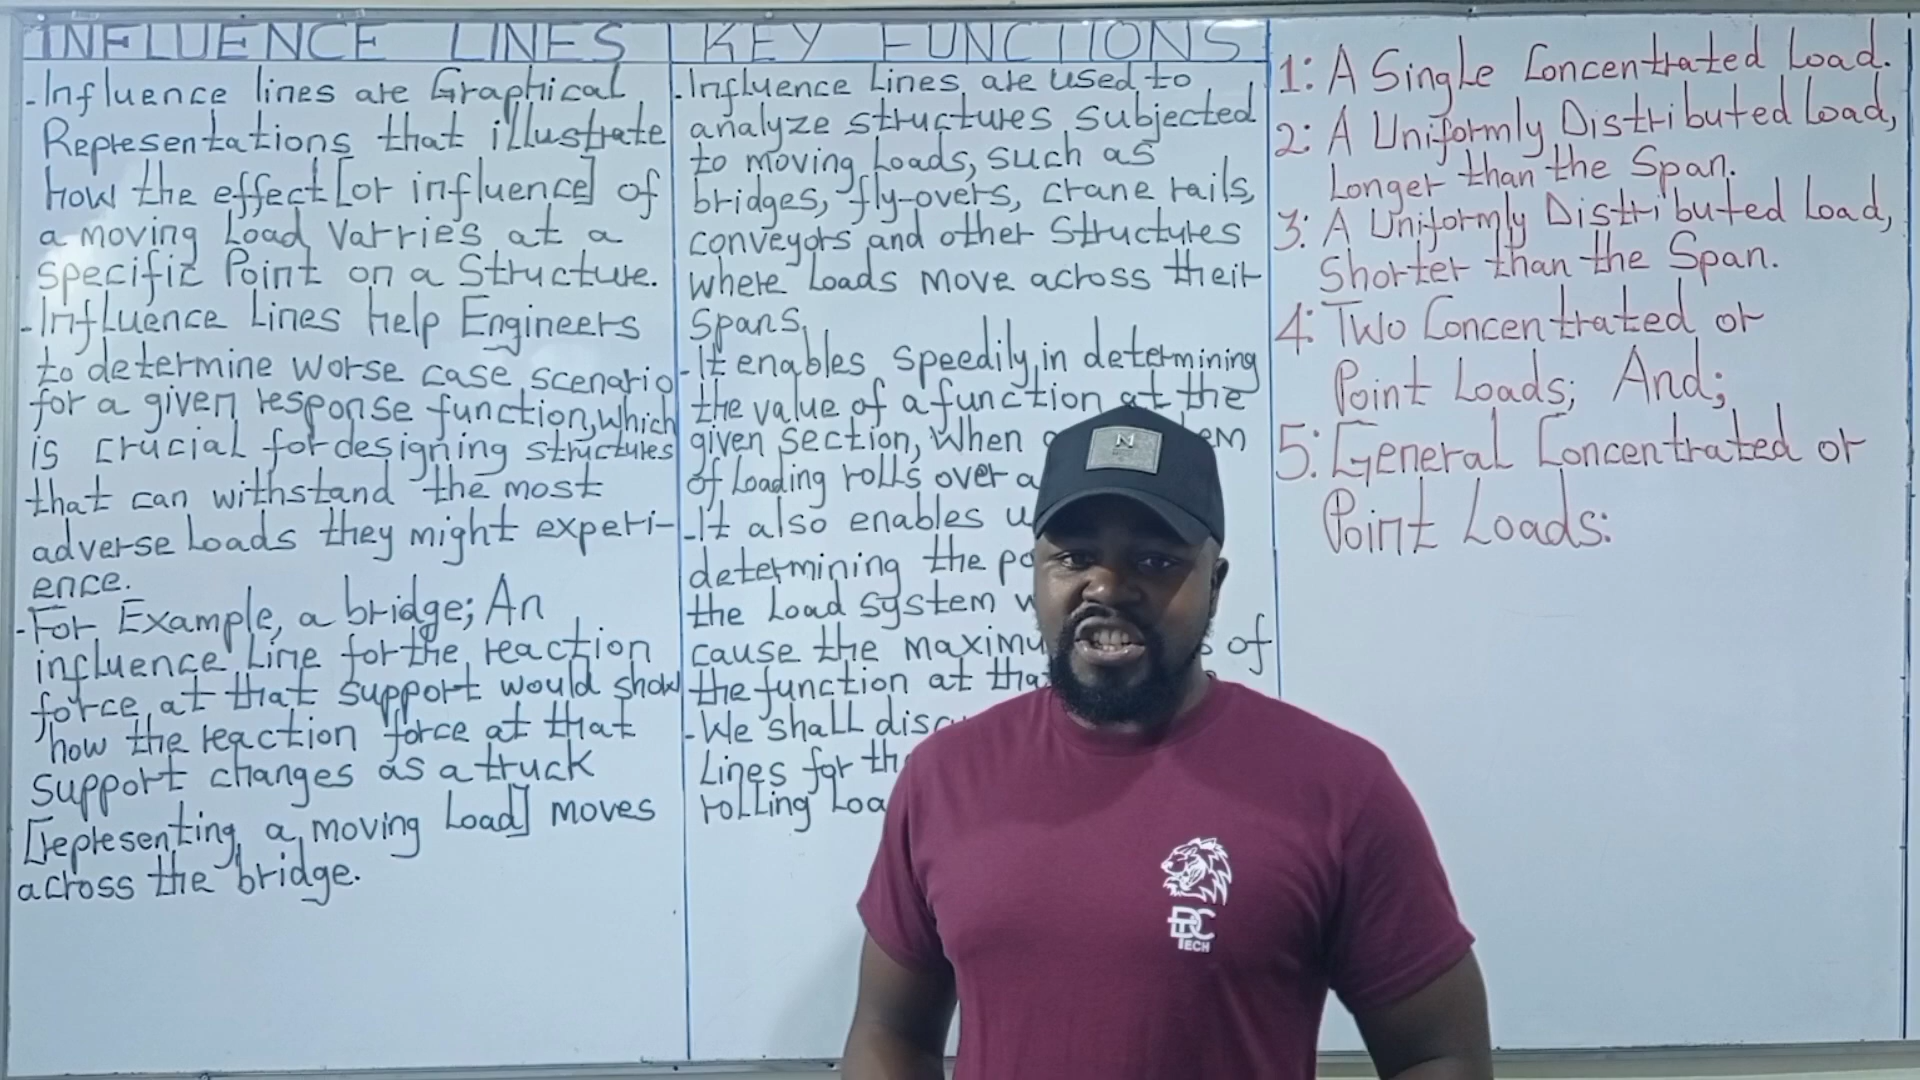 INFLUENCE LINES
-Influence lines are Graphical
Representations that illustrate
how the effect [or influence] of
a moving Load Varries at a
specific Point on a Structure.
-Influence Lines help Engineers
to determine worse case scenario
for a given response function, which
is crucial for designing structures
that can withstand the most
adverse Loads they might experi-
ence.
-For Example, a bridge; An
influence Line for the reaction
force at that support would show
how the reaction force at that
support changes as a truck
[representing a moving Load] moves
across the bridge.
KEY FUNCTIONS
-Influence Lines are used to
analyze structures subjected
to moving Loads, such as
bridges, fly-overs, crane rails,
conveyors and other Structures
where Loads move across their
Spans.
-It enables speedily in determining
the value of a function at the
given section, When
of Loading rolls over a
-It also enables
determining the
the Load system
cause the of
the function at
-We shall
Lines for
rolling
1: A Single Concentrated Load.
2: A Uniformly Distributed Load,
Longer than the Span.
3: A Uniformly Distributed Load,
Shorter than the Span.
4: Two Concentrated or
Point Loads; And;
5: General Concentrated or
Point Loads:
N
DC
TECH